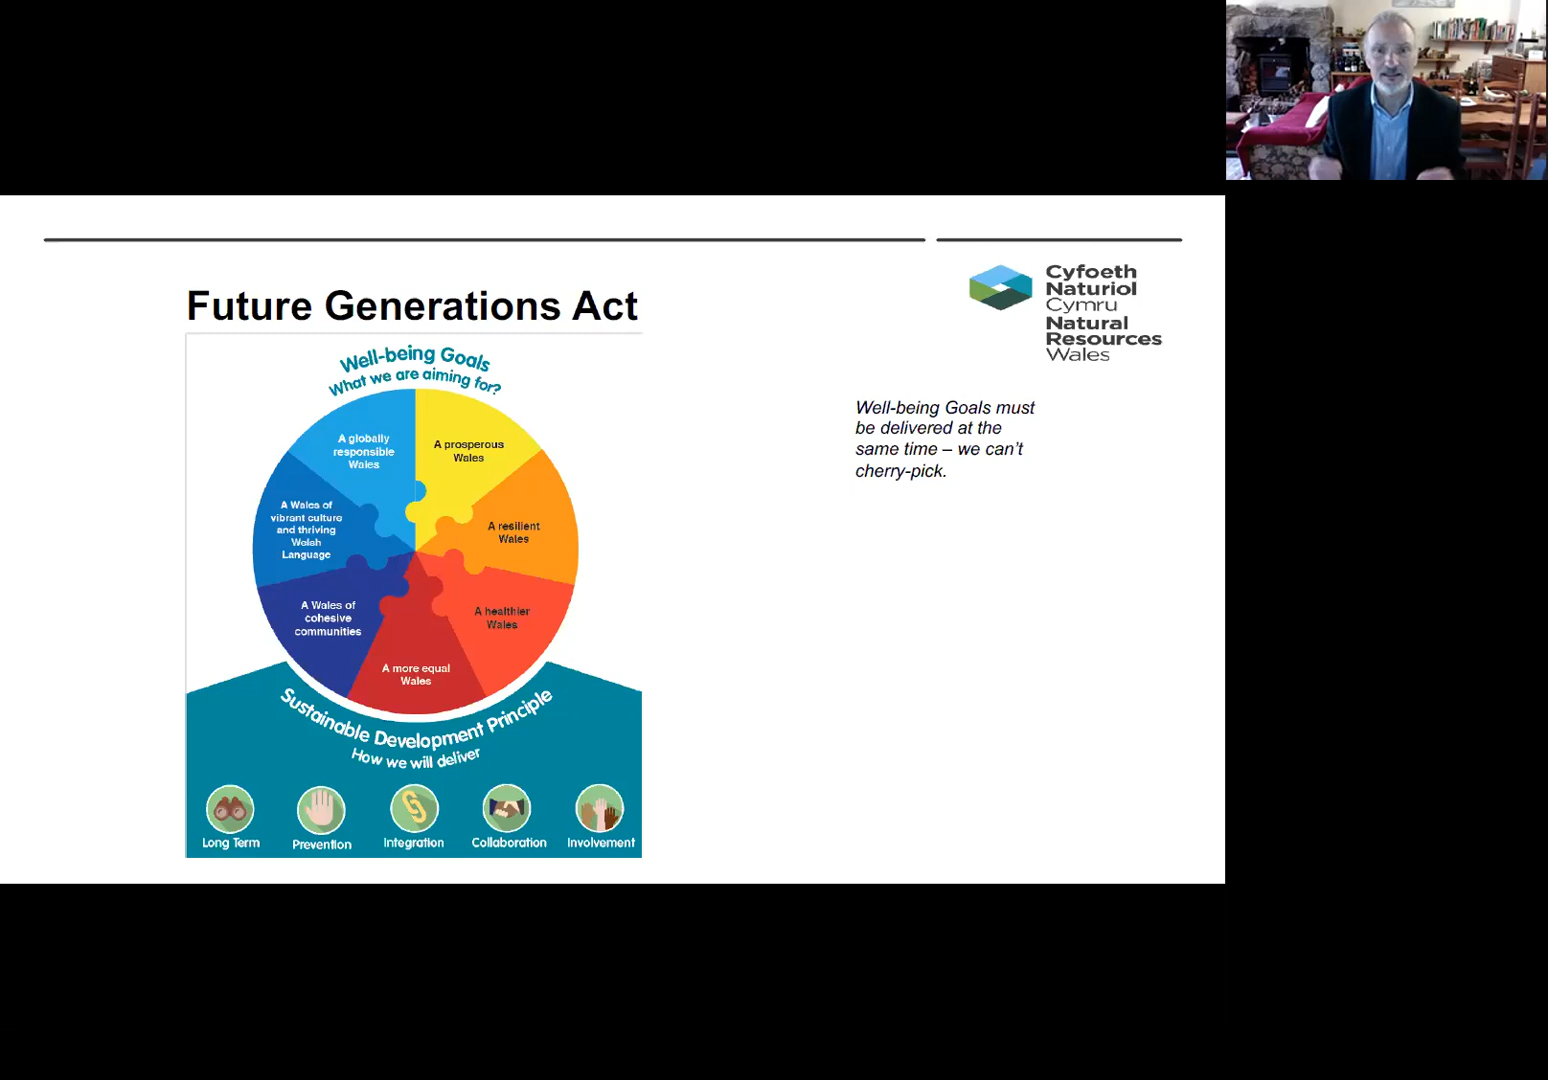 Future Generations Act
Cyfoeth
Naturiol
Cymru
Natural
Resources
Wales
Well-being Goals
What we are aiming for?
A globally
responsible
Wales
A prosperous
Wales
A Wales of
vibrant culture
and thriving
Welsh
Language
A resilient
Wales
A Wales of
cohesive
communities
A healthier
Wales
A more equal
Wales
Sustainable Development Principle
How we will deliver
Long Term
Prevention
Integration
Collaboration
Involvement
Well-being Goals must
be delivered at the
same time – we can't
cherry-pick.